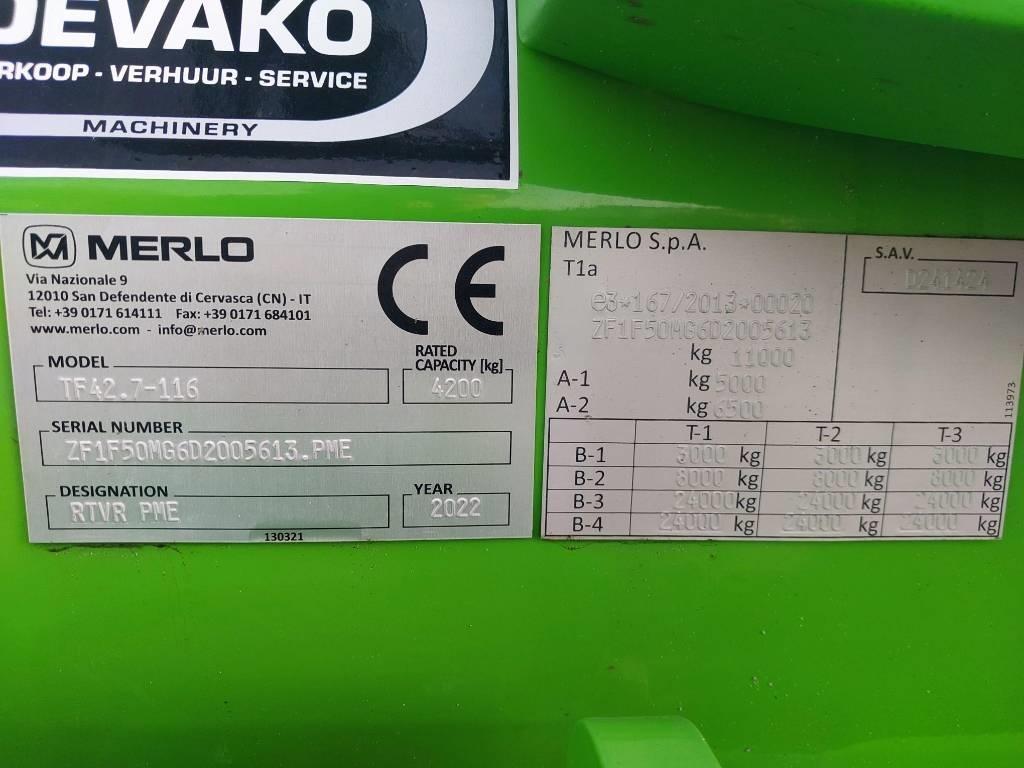 DEVAKO
RKOOP - VERHUUR - SERVICE
MACHINERY
MERLO
Via Nazionale 9
12010 San Defendente di Cervasca (CN) - IT
Tel: +39 0171 614111 Fax: +39 0171 684101
www.merlo.com - info@merlo.com
CE
MODEL
TF42.7-116
RATED
CAPACITY [kg]
4200
SERIAL NUMBER
ZF1F50MG6D2005613.PME
DESIGNATION
RTVR PME
YEAR
2022
130321
MERLO S.p.A.
T1a
e3*167/2013*00020
ZF1F50MG6D2005613
kg 11000
A-1 kg 5000
A-2 kg 6500
S.A.V.
D241424
113973
T-1 T-2 T-3
B-1 3000 kg 3000 kg 3000 kg
B-2 8000 kg 8000 kg 8000 kg
B-3 24000 kg 24000 kg 24000 kg
B-4 24000 kg 24000 kg 24000 kg